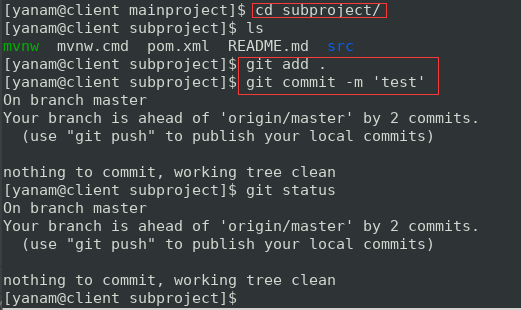 [yanam@client mainproject]$ cd subproject/
[yanam@client subproject]$ ls
mvnw  mvnw.cmd  pom.xml  README.md  src
[yanam@client subproject]$ git add .
[yanam@client subproject]$ git commit -m 'test'
On branch master
Your branch is ahead of 'origin/master' by 2 commits.
  (use "git push" to publish your local commits)
nothing to commit, working tree clean
[yanam@client subproject]$ git status
On branch master
Your branch is ahead of 'origin/master' by 2 commits.
  (use "git push" to publish your local commits)
nothing to commit, working tree clean
[yanam@client subproject]$